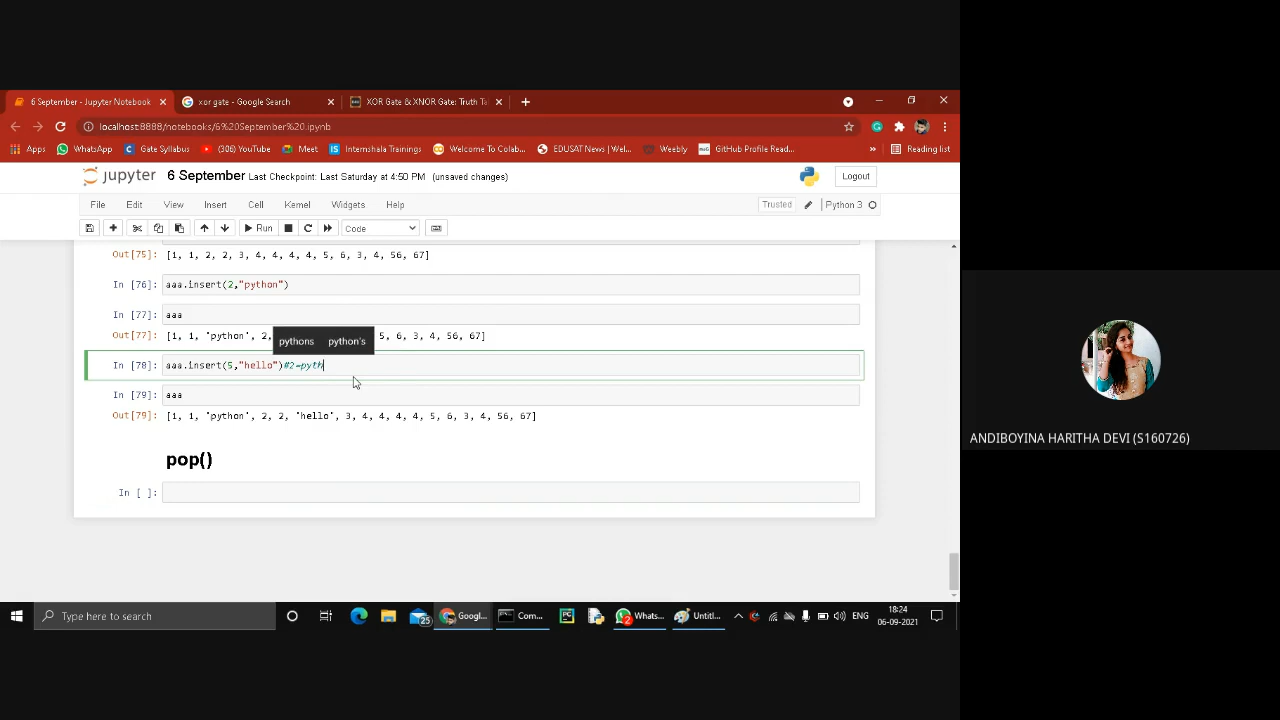 6 September - Jupyter Notebook
xor gate - Google Search
XOR Gate & XNOR Gate: Truth Ta
localhost:8888/notebooks/6%20September%20.ipynb
Apps WhatsApp Gate Syllabus (306) YouTube Meet Internshala Trainings Welcome To Colab... EDUSAT News | Wel... Weebly GitHub Profile Read... » Reading list
jupyter 6 September Last Checkpoint: Last Saturday at 4:50 PM (unsaved changes) Logout
File Edit View Insert Cell Kernel Widgets Help Trusted Python 3
Run Code
Out[75]: [1, 1, 2, 2, 3, 4, 4, 4, 4, 5, 6, 3, 4, 56, 67]
In [76]: aaa.insert(2,"python")
In [77]: aaa
Out[77]: [1, 1, 'python', 2, 5, 6, 3, 4, 56, 67]
pythons python's
In [78]: aaa.insert(5,"hello")#2=pyth
In [79]: aaa
Out[79]: [1, 1, 'python', 2, 2, 'hello', 3, 4, 4, 4, 4, 5, 6, 3, 4, 56, 67]
pop()
In [ ]:
ANDIBOYINA HARITHA DEVI (S160726)
Type here to search 25 Googl... Com... PC 2 Whats... Untitl... ENG 18:24
06-09-2021